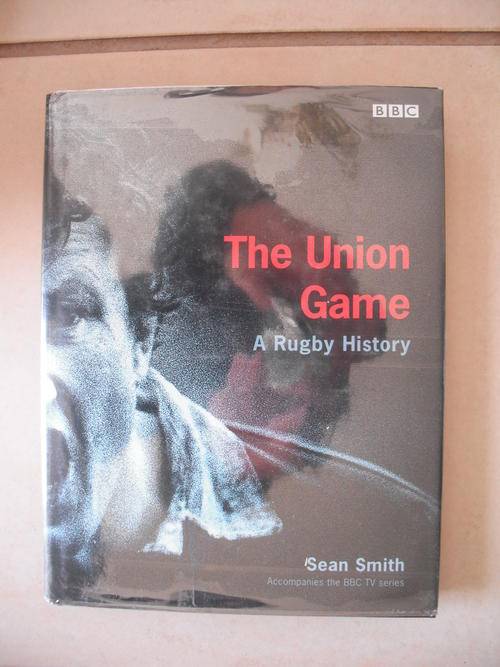 BBC
The Union
Game
A Rugby History
Sean Smith
Accompanies the BBC TV series